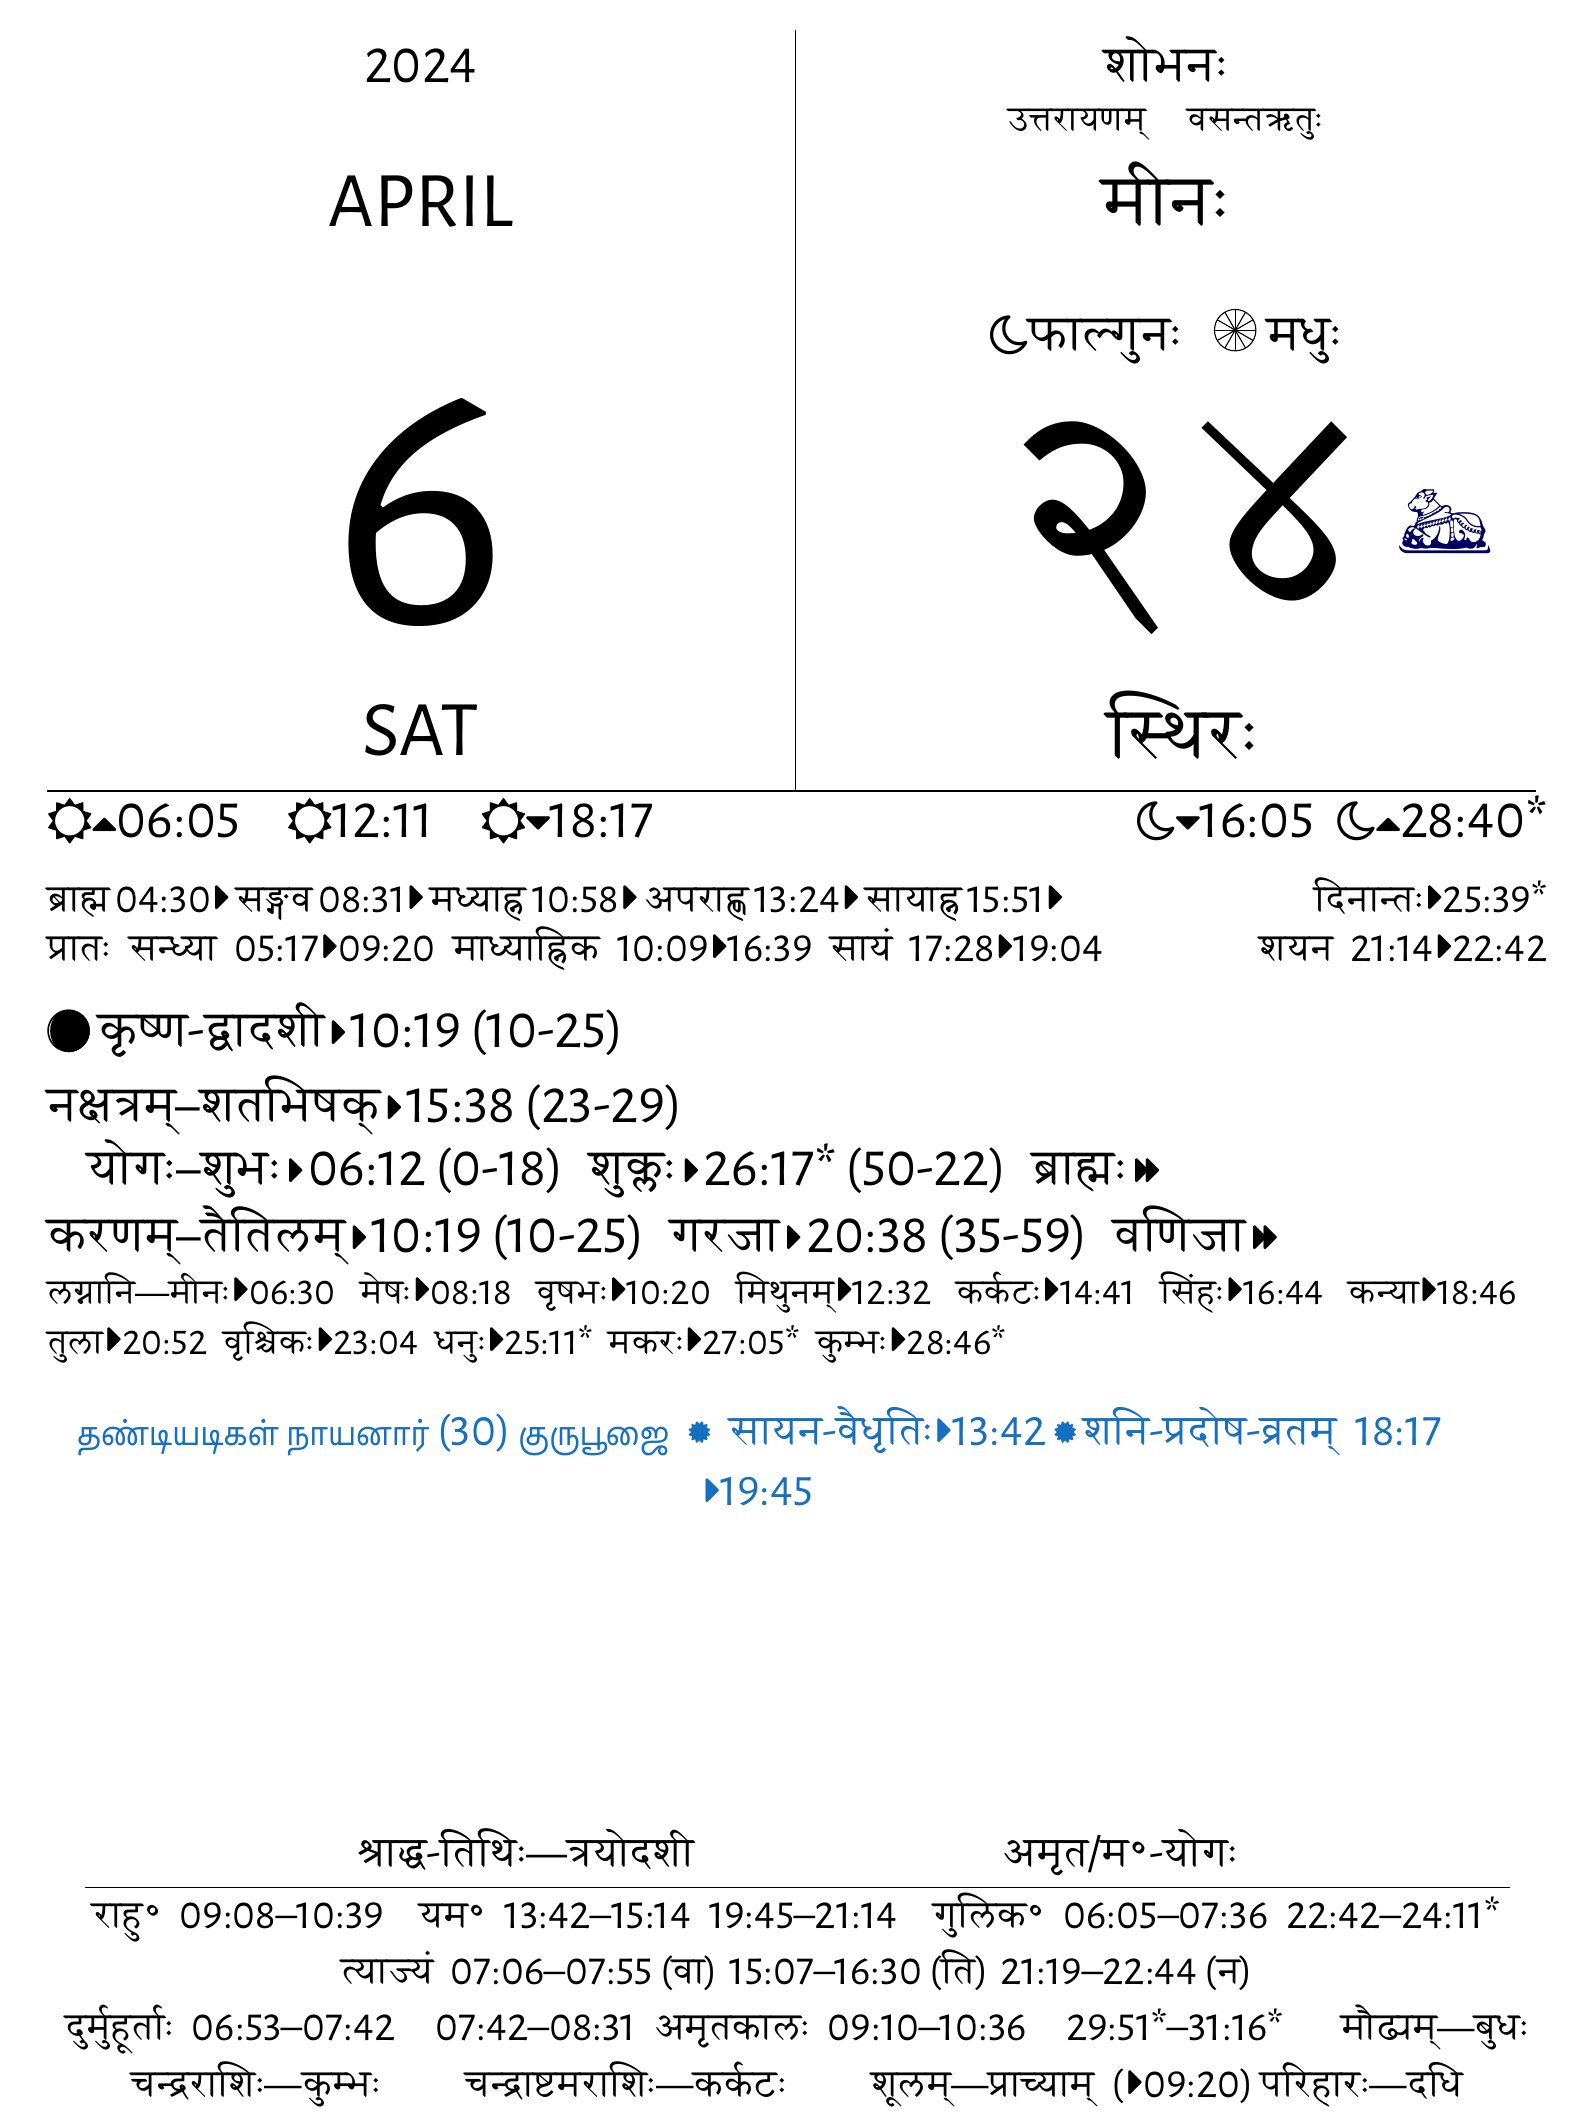 2024
APRIL
6
SAT
शोभनः
उत्तरायणम् वसन्तऋतुः
मीनः
फाल्गुनः मधुः
२४
स्थिरः
06:05 12:11 18:17 16:05 28:40*
ब्राह्म 04:30 सङ्गव 08:31 मध्याह्न 10:58 अपराह्ण 13:24 सायाह्न 15:51 दिनान्तः 25:39*
प्रातः सन्ध्या 05:17 09:20 माध्याह्निक 10:09 16:39 सायं 17:28 19:04 शयन 21:14 22:42
कृष्ण-द्वादशी 10:19 (10-25)
नक्षत्रम्–शतभिषक् 15:38 (23-29)
योगः–शुभः 06:12 (0-18) शुक्लः 26:17* (50-22) ब्राह्मः
करणम्–तैतिलम् 10:19 (10-25) गरजा 20:38 (35-59) वणिजा
लग्नानि—मीनः 06:30 मेषः 08:18 वृषभः 10:20 मिथुनम् 12:32 कर्कटः 14:41 सिंहः 16:44 कन्या 18:46
तुला 20:52 वृश्चिकः 23:04 धनुः 25:11* मकरः 27:05* कुम्भः 28:46*
தண்டியடிகள் நாயனார் (30) குருபூஜை सायन-वैधृतिः 13:42 शनि-प्रदोष-व्रतम् 18:17
19:45
श्राद्ध-तिथिः—त्रयोदशी अमृत/म॰-योगः
राहु॰ 09:08–10:39 यम॰ 13:42–15:14 19:45–21:14 गुलिक॰ 06:05–07:36 22:42–24:11*
त्याज्यं 07:06–07:55 (वा) 15:07–16:30 (ति) 21:19–22:44 (न)
दुर्मुहूर्ताः 06:53–07:42 07:42–08:31 अमृतकालः 09:10–10:36 29:51*–31:16* मौढ्यम्—बुधः
चन्द्रराशिः—कुम्भः चन्द्राष्टमराशिः—कर्कटः शूलम्—प्राच्याम् (09:20) परिहारः—दधि